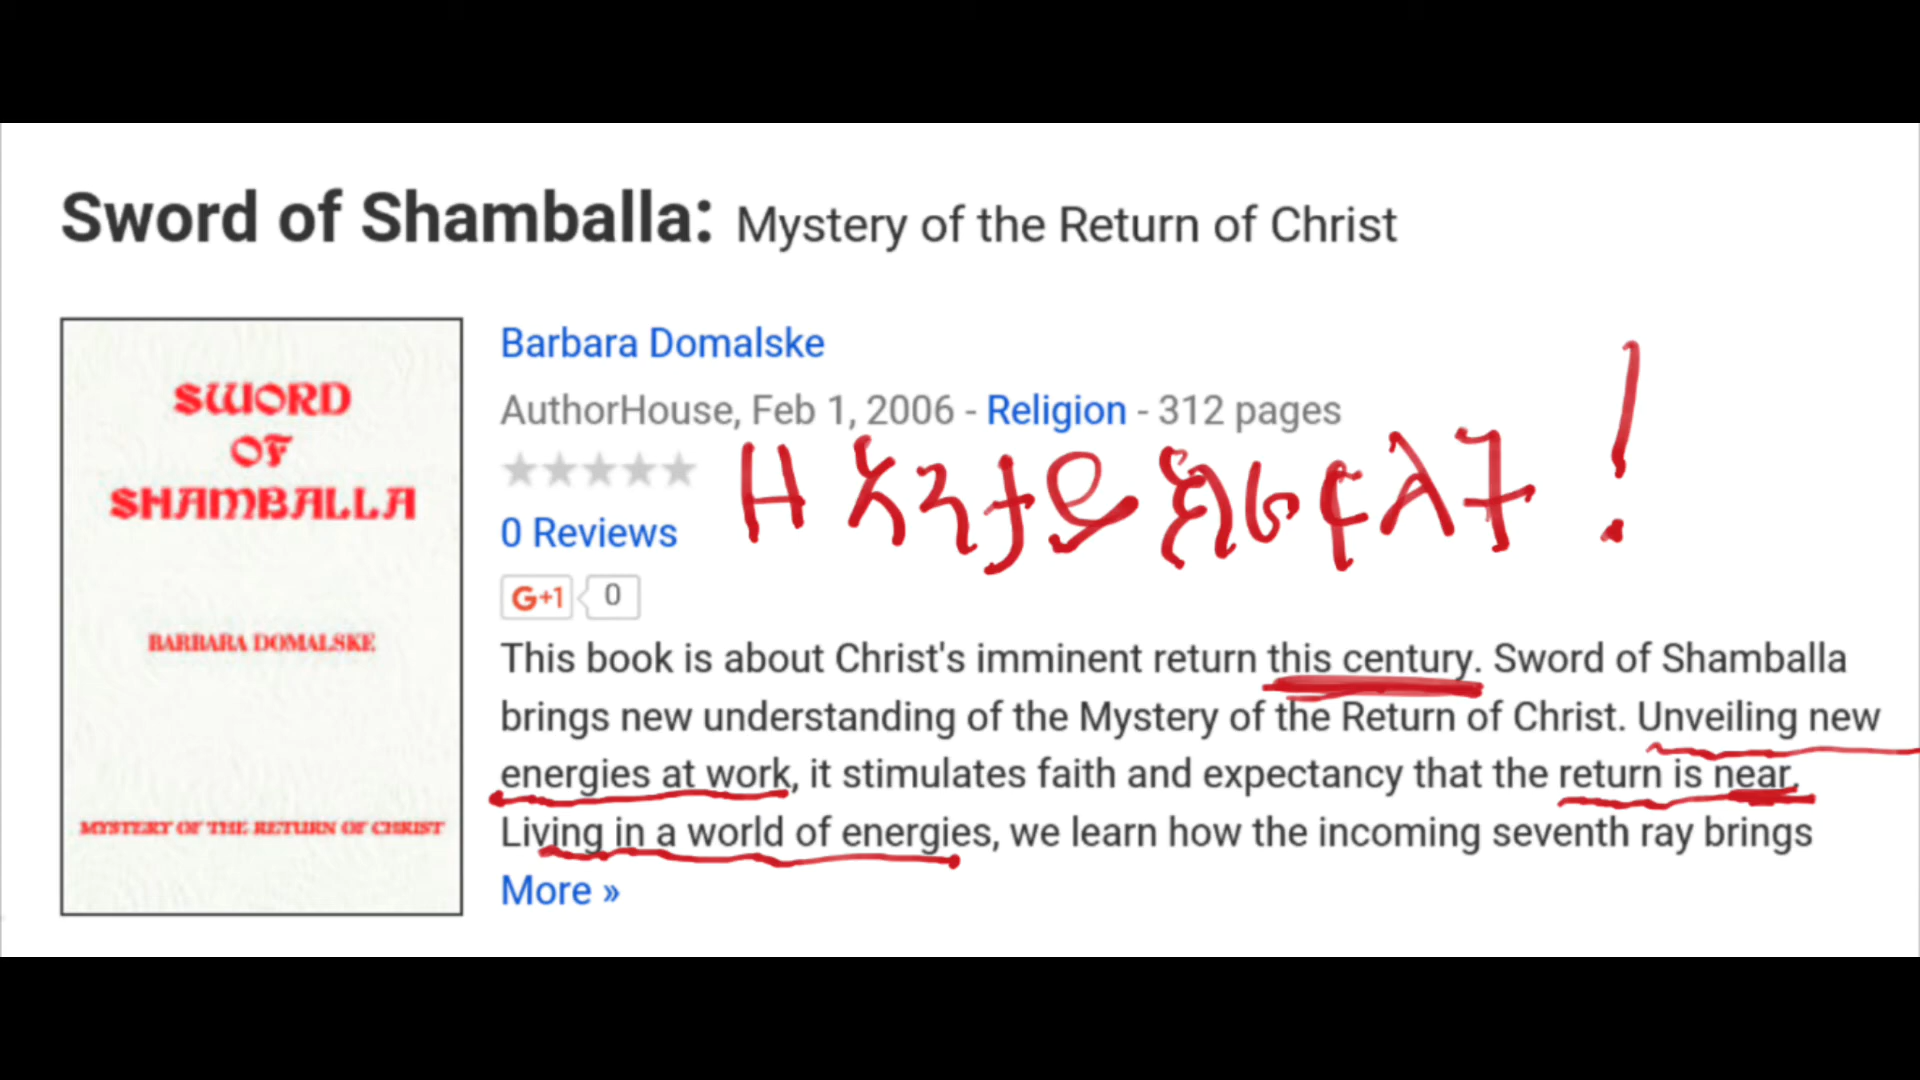 Sword of Shamballa: Mystery of the Return of Christ
SWORD
OF
SHAMBALLA
BARBARA DOMALSKE
MYSTERY OF THE RETURN OF CHRIST
Barbara Domalske
AuthorHouse, Feb 1, 2006 - Religion - 312 pages
0 Reviews
G+1 0
This book is about Christ's imminent return this century. Sword of Shamballa
brings new understanding of the Mystery of the Return of Christ. Unveiling new
energies at work, it stimulates faith and expectancy that the return is near.
Living in a world of energies, we learn how the incoming seventh ray brings
More »